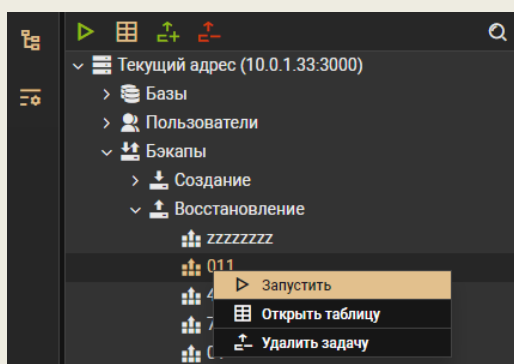 Текущий адрес (10.0.1.33:3000)
Базы
Пользователи
Бэкапы
Создание
Восстановление
zzzzzzzz
011
Запустить
Открыть таблицу
Удалить задачу